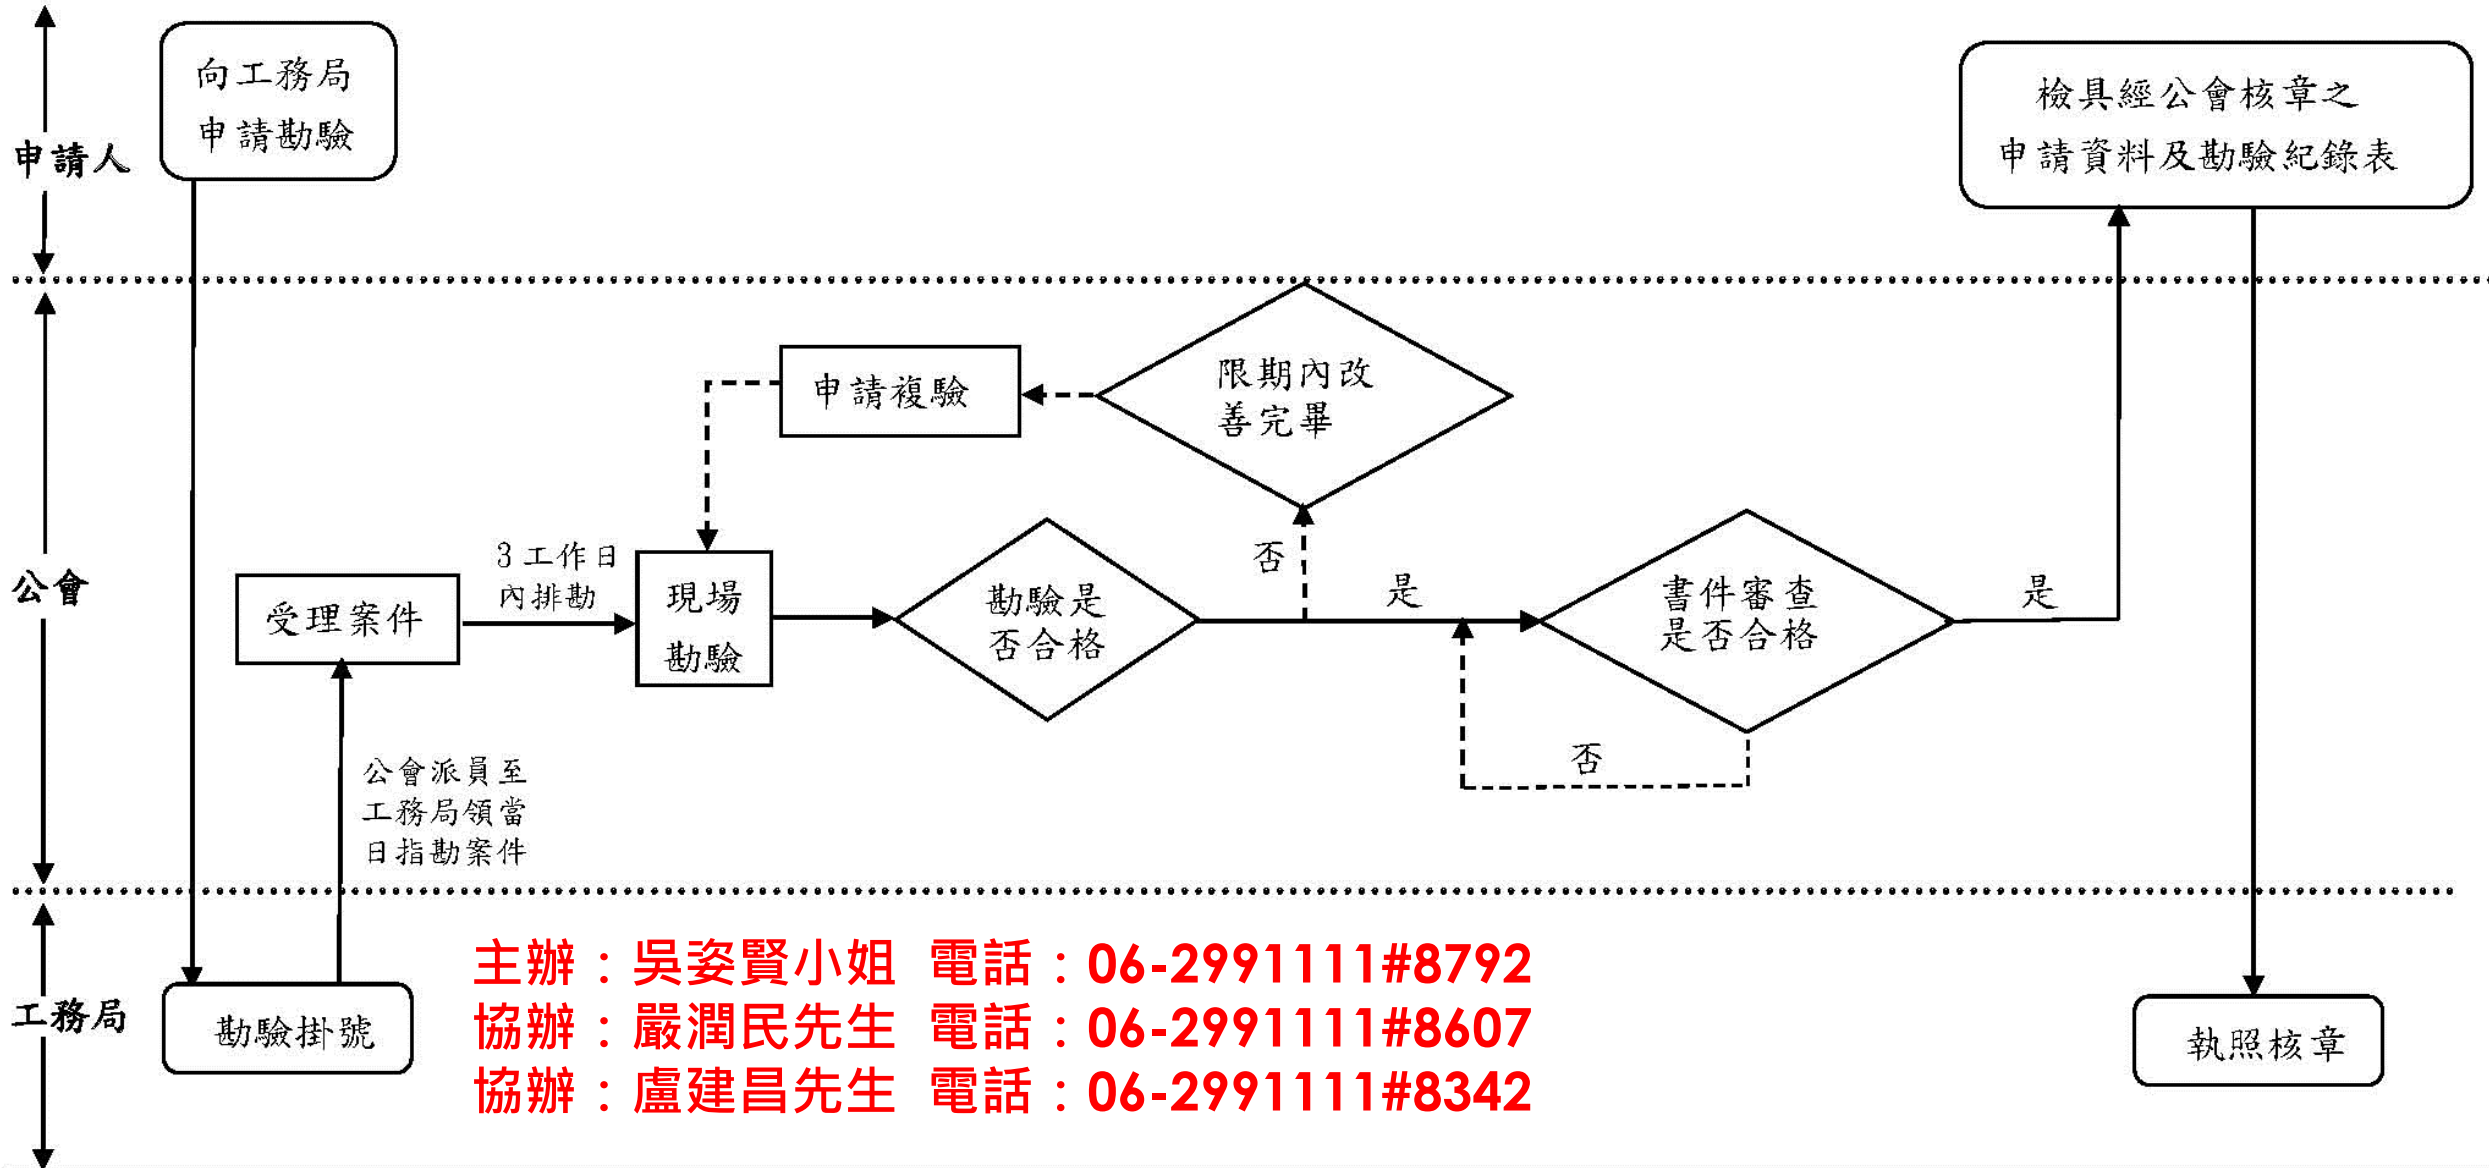 向工務局
申請勘驗
檢具經公會核章之
申請資料及勘驗紀錄表
申請人
限期內改
善完畢
申請複驗
3工作日
內排勘
否
公會
受理案件
現場
勘驗
勘驗是
否合格
是
書件審查
是否合格
是
否
公會派員至
工務局領當
日指勘案件
工務局
勘驗掛號
主辦：吳姿賢小姐 電話：06-2991111#8792
協辦：嚴潤民先生 電話：06-2991111#8607
協辦：盧建昌先生 電話：06-2991111#8342
執照核章